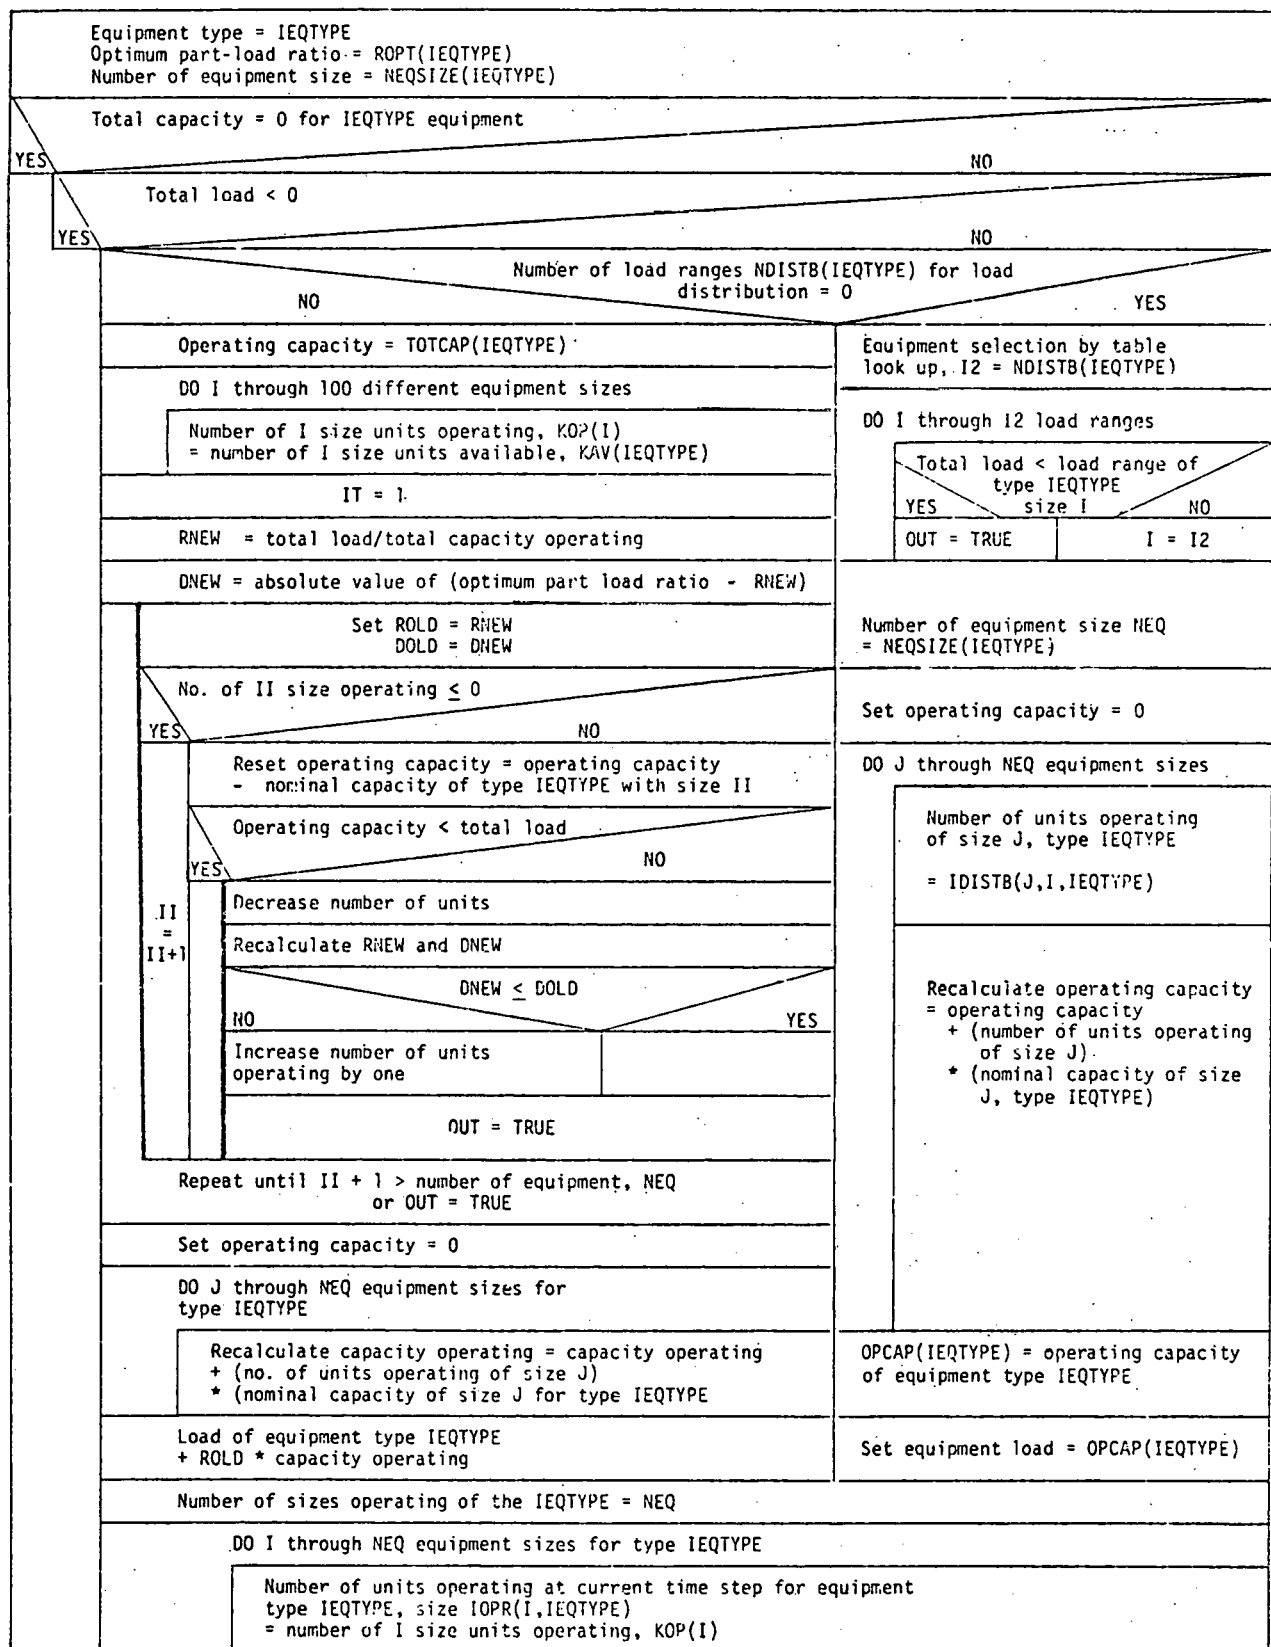 Equipment type = IEQTYPE
Optimum part-load ratio = ROPT(IEQTYPE)
Number of equipment size = NEQSIZE(IEQTYPE)
Total capacity = 0 for IEQTYPE equipment
YES
NO
Total load < 0
YES
NO
Number of load ranges NDISTB(IEQTYPE) for load
distribution = 0
NO
YES
Operating capacity = TOTCAP(IEQTYPE)
DO I through 100 different equipment sizes
Number of I size units operating, KOP(I)
= number of I size units available, KAV(IEQTYPE)
IT = 1
RNEW = total load/total capacity operating
DNEW = absolute value of (optimum part load ratio - RNEW)
Set ROLD = RNEW
DOLD = DNEW
No. of II size operating ≤ 0
YES
NO
II
=
II+1
Reset operating capacity = operating capacity
- nominal capacity of type IEQTYPE with size II
Operating capacity < total load
YES
NO
Decrease number of units
Recalculate RNEW and DNEW
DNEW ≤ DOLD
NO
YES
Increase number of units
operating by one
OUT = TRUE
Repeat until II + 1 > number of equipment, NEQ
or OUT = TRUE
Set operating capacity = 0
DO J through NEQ equipment sizes for
type IEQTYPE
Recalculate capacity operating = capacity operating
+ (no. of units operating of size J)
* (nominal capacity of size J for type IEQTYPE
Load of equipment type IEQTYPE
+ ROLD * capacity operating
Equipment selection by table
look up, I2 = NDISTB(IEQTYPE)
DO I through I2 load ranges
Total load < load range of
type IEQTYPE
size I
YES
NO
OUT = TRUE
I = I2
Number of equipment size NEQ
= NEQSIZE(IEQTYPE)
Set operating capacity = 0
DO J through NEQ equipment sizes
Number of units operating
of size J, type IEQTYPE
= IDISTB(J,I,IEQTYPE)
Recalculate operating capacity
= operating capacity
+ (number of units operating
of size J)
* (nominal capacity of size
J, type IEQTYPE)
OPCAP(IEQTYPE) = operating capacity
of equipment type IEQTYPE
Set equipment load = OPCAP(IEQTYPE)
Number of sizes operating of the IEQTYPE = NEQ
DO I through NEQ equipment sizes for type IEQTYPE
Number of units operating at current time step for equipment
type IEQTYPE, size IOPR(I,IEQTYPE)
= number of I size units operating, KOP(I)